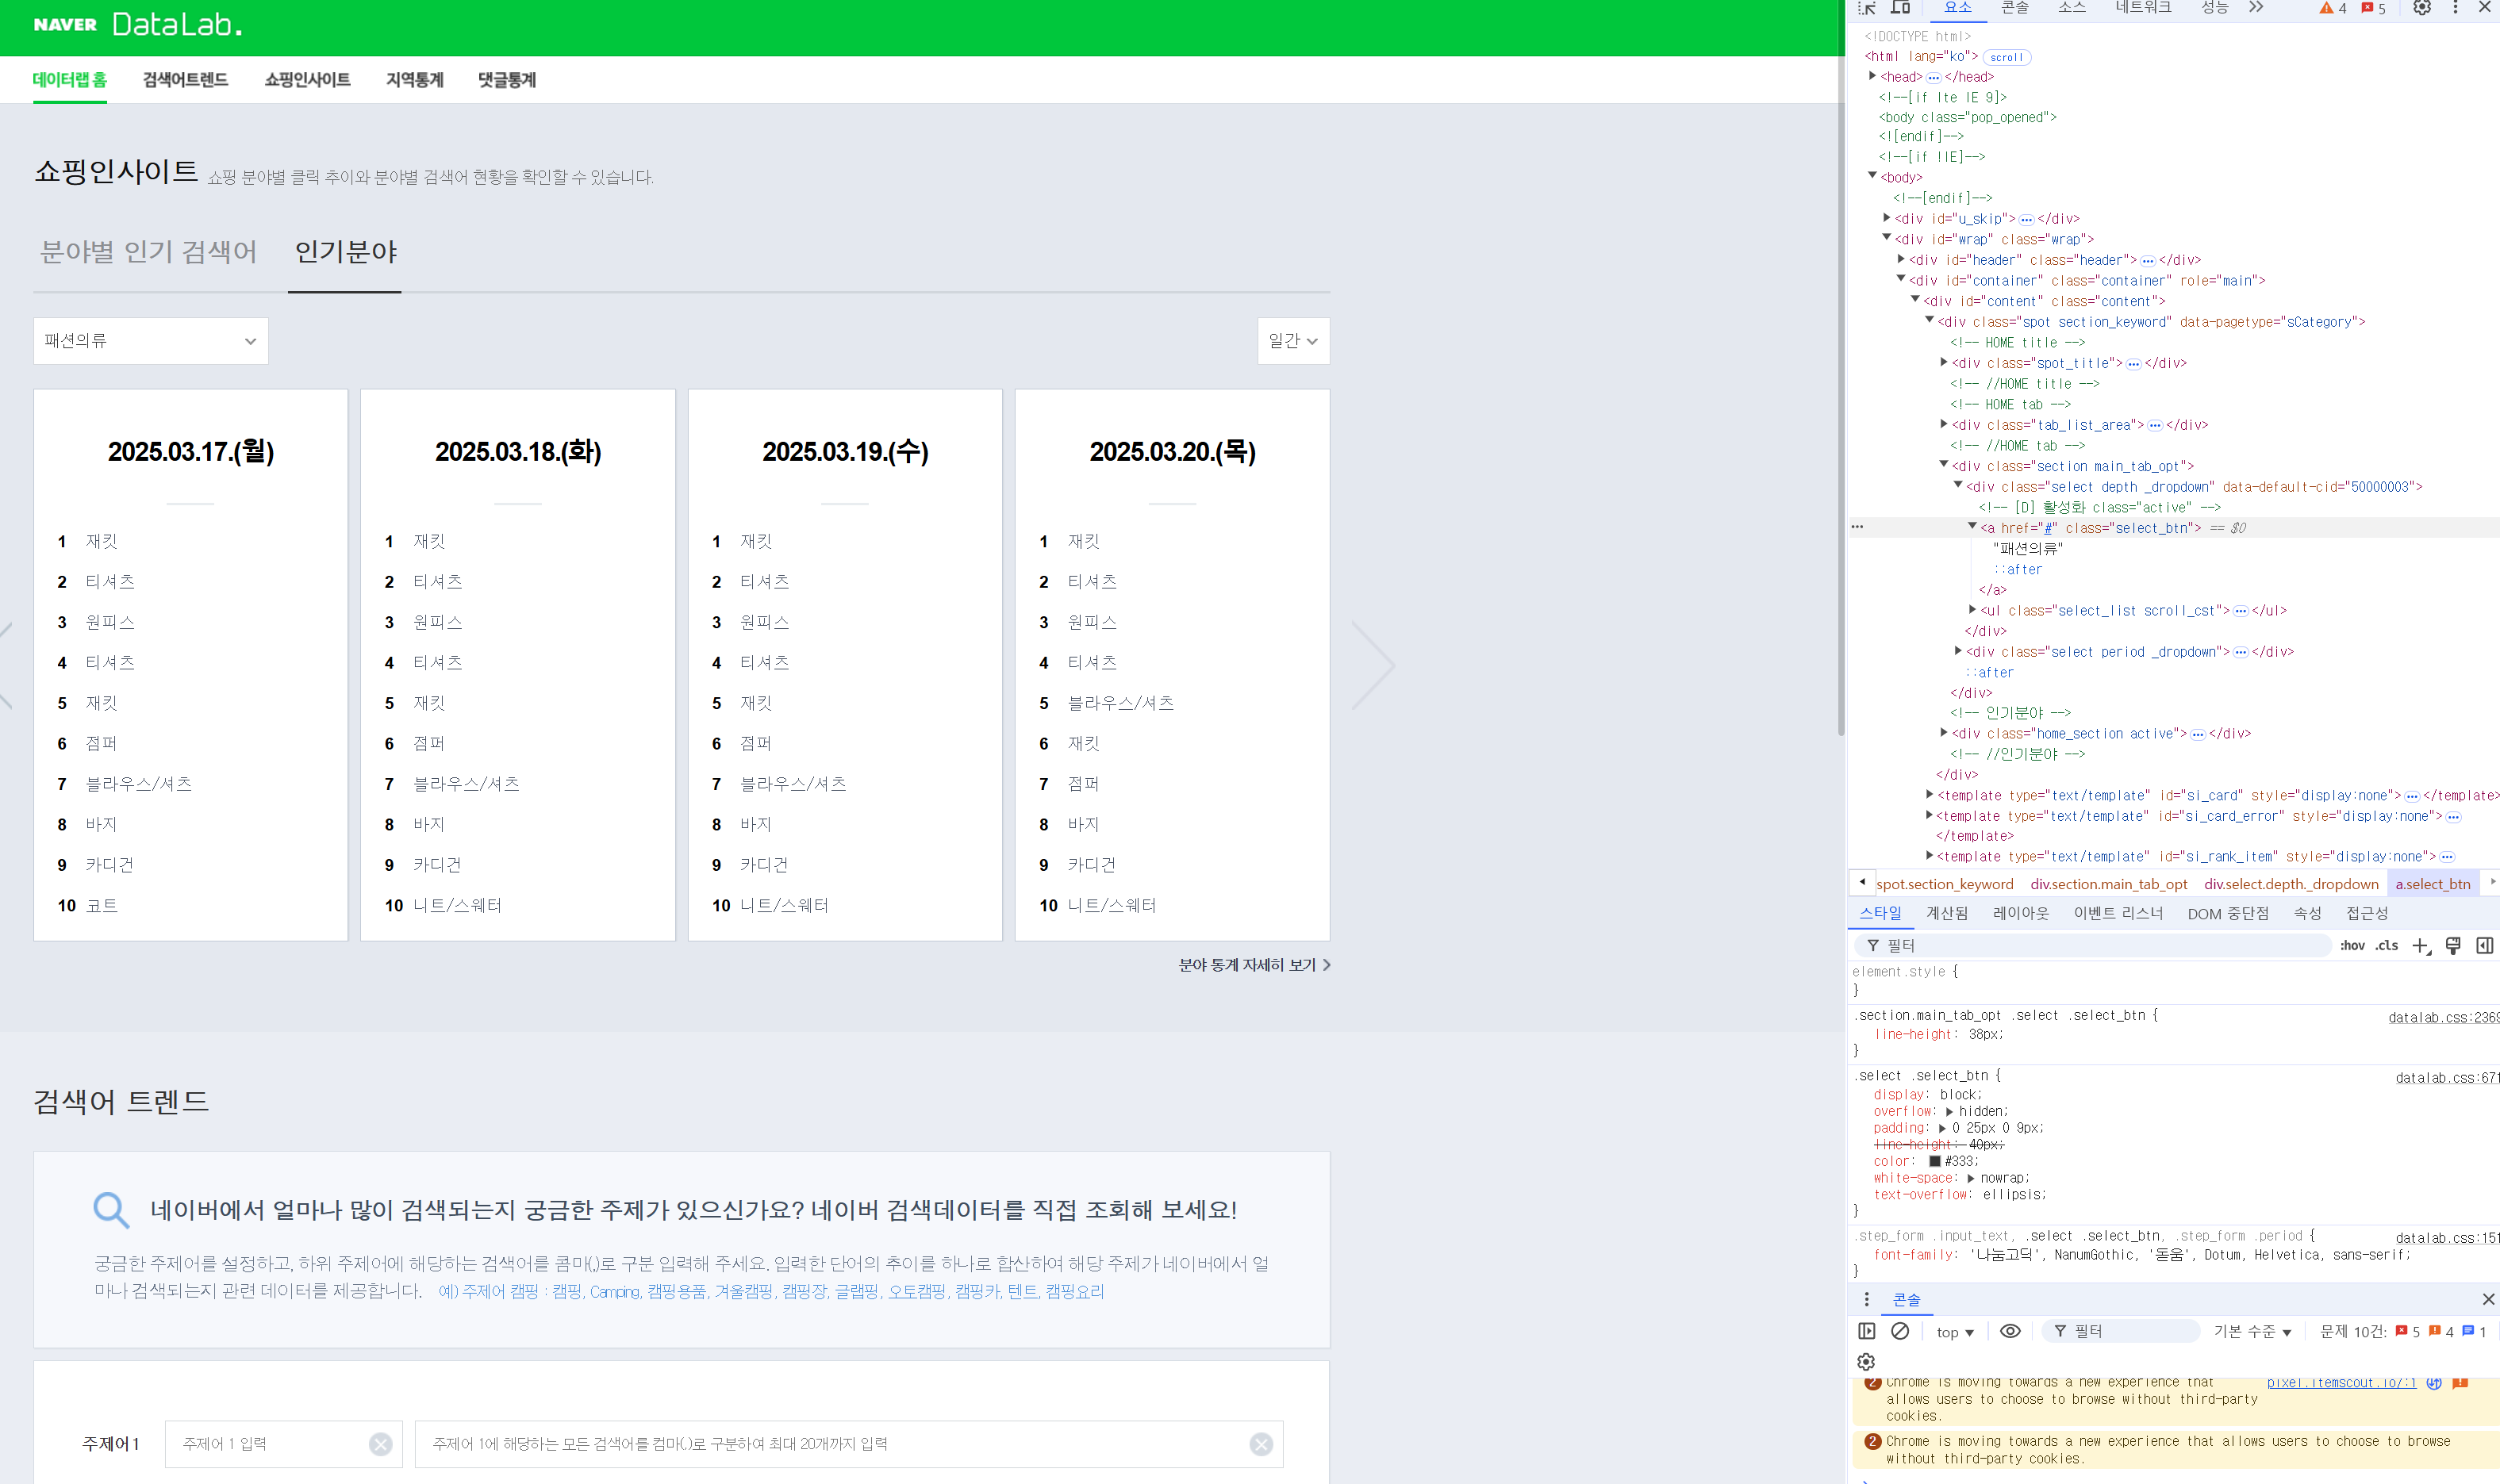 NAVER DataLab.
데이터랩 홈 검색어트렌드 쇼핑인사이트 지역통계 댓글통계
쇼핑인사이트 쇼핑 분야별 클릭 추이와 분야별 검색어 현황을 확인할 수 있습니다.
분야별 인기 검색어 인기분야
패션의류 일간
2025.03.17.(월)
1 재킷
2 티셔츠
3 원피스
4 티셔츠
5 재킷
6 점퍼
7 블라우스/셔츠
8 바지
9 카디건
10 코트
2025.03.18.(화)
1 재킷
2 티셔츠
3 원피스
4 티셔츠
5 재킷
6 점퍼
7 블라우스/셔츠
8 바지
9 카디건
10 니트/스웨터
2025.03.19.(수)
1 재킷
2 티셔츠
3 원피스
4 티셔츠
5 재킷
6 점퍼
7 블라우스/셔츠
8 바지
9 카디건
10 니트/스웨터
2025.03.20.(목)
1 재킷
2 티셔츠
3 원피스
4 티셔츠
5 블라우스/셔츠
6 재킷
7 점퍼
8 바지
9 카디건
10 니트/스웨터
분야 통계 자세히 보기
검색어 트렌드
네이버에서 얼마나 많이 검색되는지 궁금한 주제가 있으신가요? 네이버 검색데이터를 직접 조회해 보세요!
궁금한 주제어를 설정하고, 하위 주제어에 해당하는 검색어를 콤마(,)로 구분 입력해 주세요. 입력한 단어의 추이를 하나로 합산하여 해당 주제가 네이버에서 얼
마나 검색되는지 관련 데이터를 제공합니다. 예) 주제어 캠핑 : 캠핑, Camping, 캠핑용품, 겨울캠핑, 캠핑장, 글램핑, 오토캠핑, 캠핑카, 텐트, 캠핑요리
주제어1 주제어 1 입력 주제어 1에 해당하는 모든 검색어를 컴마(,)로 구분하여 최대 20개까지 입력
요소 콘솔 소스 네트워크 성능 4 5
<!DOCTYPE html>
<html lang="ko"> scroll
<head> … </head>
<!--[if lte IE 9]>
<body class="pop_opened">
<![endif]-->
<!--[if !IE]-->
<body>
<!--[endif]-->
<div id="u_skip"> … </div>
<div id="wrap" class="wrap">
<div id="header" class="header"> … </div>
<div id="container" class="container" role="main">
<div id="content" class="content">
<div class="spot section_keyword" data-pagetype="sCategory">
<!-- HOME title -->
<div class="spot_title"> … </div>
<!-- //HOME title -->
<!-- HOME tab -->
<div class="tab_list_area"> … </div>
<!-- //HOME tab -->
<div class="section main_tab_opt">
<div class="select depth _dropdown" data-default-cid="50000003">
<!-- [D] 활성화 class="active" -->
<a href="#" class="select_btn"> == $0
"패션의류"
::after
</a>
<ul class="select_list scroll_cst"> … </ul>
</div>
<div class="select period _dropdown"> … </div>
::after
</div>
<!-- 인기분야 -->
<div class="home_section active"> … </div>
<!-- //인기분야 -->
</div>
<template type="text/template" id="si_card" style="display:none"> … </template>
<template type="text/template" id="si_card_error" style="display:none"> …
</template>
<template type="text/template" id="si_rank_item" style="display:none"> …
spot.section_keyword div.section.main_tab_opt div.select.depth._dropdown a.select_btn
스타일 계산됨 레이아웃 이벤트 리스너 DOM 중단점 속성 접근성
필터 :hov .cls
element.style {
}
.section.main_tab_opt .select .select_btn { datalab.css:2369
line-height: 38px;
}
.select .select_btn { datalab.css:671
display: block;
overflow: hidden;
padding: 0 25px 0 9px;
line-height: 40px;
color: #333;
white-space: nowrap;
text-overflow: ellipsis;
}
.step_form .input_text, .select .select_btn, .step_form .period { datalab.css:151
font-family: '나눔고딕', NanumGothic, '돋움', Dotum, Helvetica, sans-serif;
}
콘솔
top 필터 기본 수준 문제 10건: 5 4 1
2 Chrome is moving towards a new experience that pixel.itemscout.io/:1
allows users to choose to browse without third-party
cookies.
2 Chrome is moving towards a new experience that allows users to choose to browse
without third-party cookies.